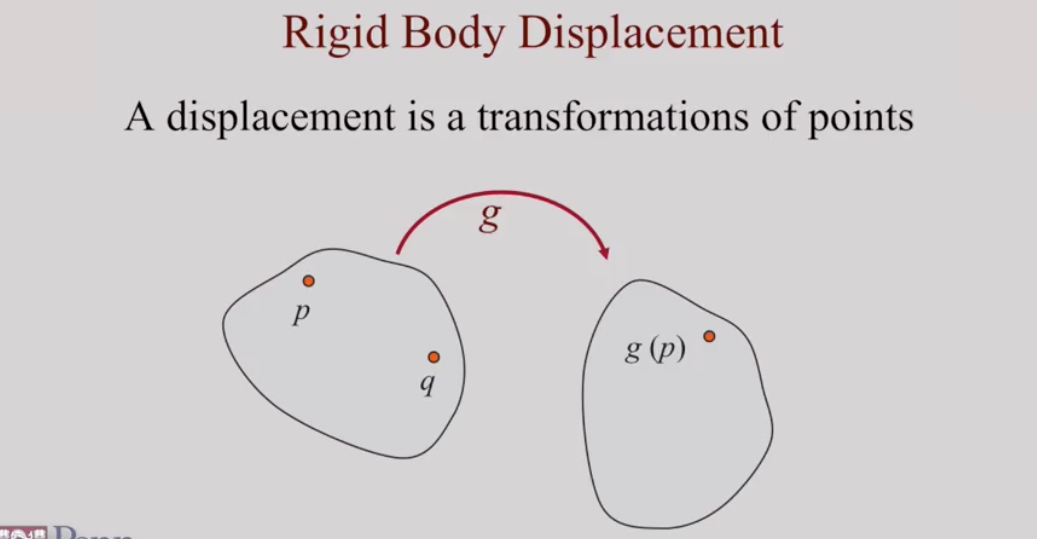 Rigid Body Displacement
A displacement is a transformations of points
g
p
q
g (p)